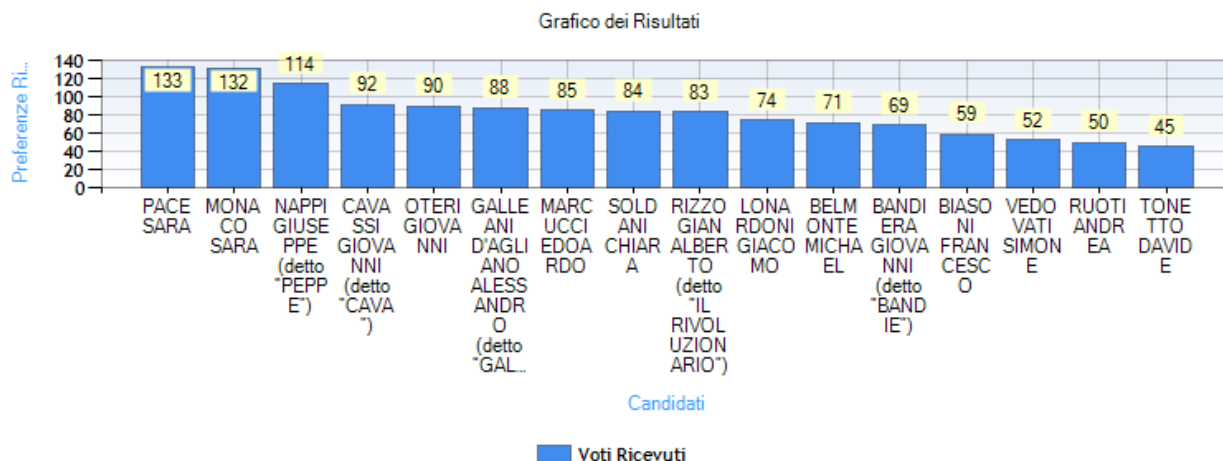 Grafico dei Risultati
Preferenze Ri...
140
120
100
80
60
40
20
0
133
132
114
92
90
88
85
84
83
74
71
69
59
52
50
45
PACE
SARA
MONA
CO
SARA
NAPPI
GIUSE
PPE
(detto
"PEPP
E")
CAVA
SSI
GIOVA
NNI
(detto
"CAVA
")
OTERI
GIOVA
NNI
GALLE
ANI
D'AGLI
ANO
ALESS
ANDR
O
(detto
"GAL...
MARC
UCCI
EDOA
RDO
SOLD
ANI
CHIAR
A
RIZZO
GIAN
ALBER
TO
(detto
"IL
RIVOL
UZION
ARIO")
LONA
RDONI
GIACO
MO
BELM
ONTE
MICHA
EL
BANDI
ERA
GIOVA
NNI
(detto
"BAND
IE")
BIASO
NI
FRAN
CESC
O
VEDO
VATI
SIMON
E
RUOTI
ANDR
EA
TONE
TTO
DAVID
E
Candidati
Voti Ricevuti